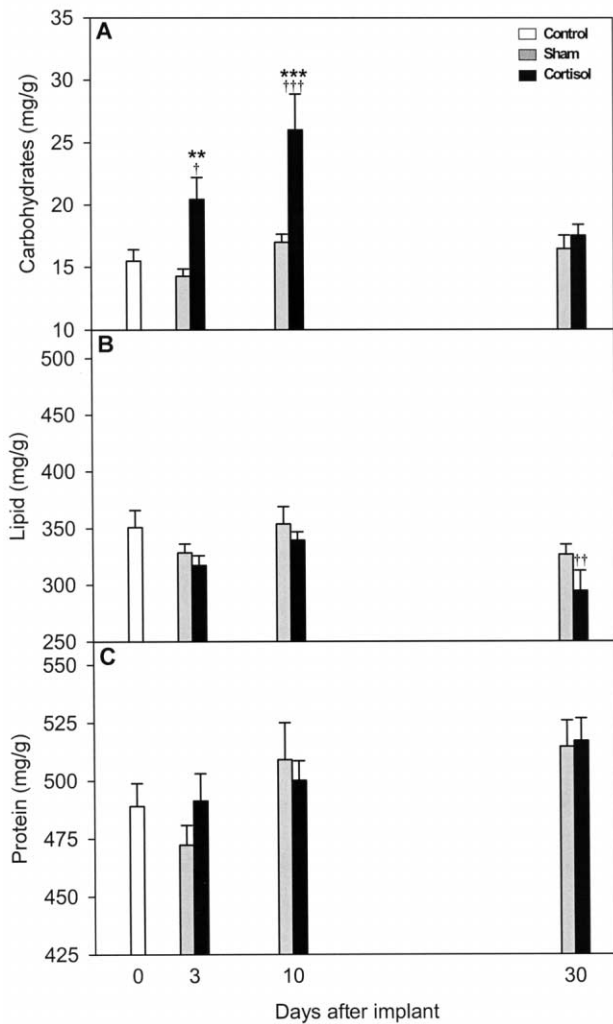 A
Control
Sham
Cortisol
Carbohydrates (mg/g)
35
30
25
20
15
10
**
†
***
†††
B
Lipid (mg/g)
500
450
400
350
300
250
††
C
Protein (mg/g)
550
525
500
475
450
425
0 3 10 30
Days after implant